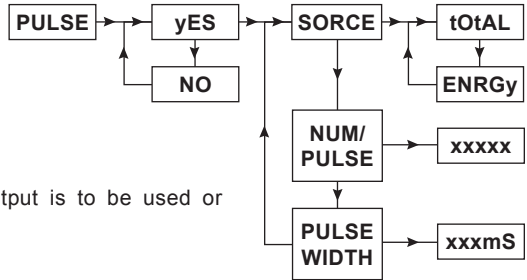 PULSE yES SORCE tOtAL
NO ENRGy
NUM/
PULSE xxxxx
tput is to be used or
PULSE
WIDTH xxxmS